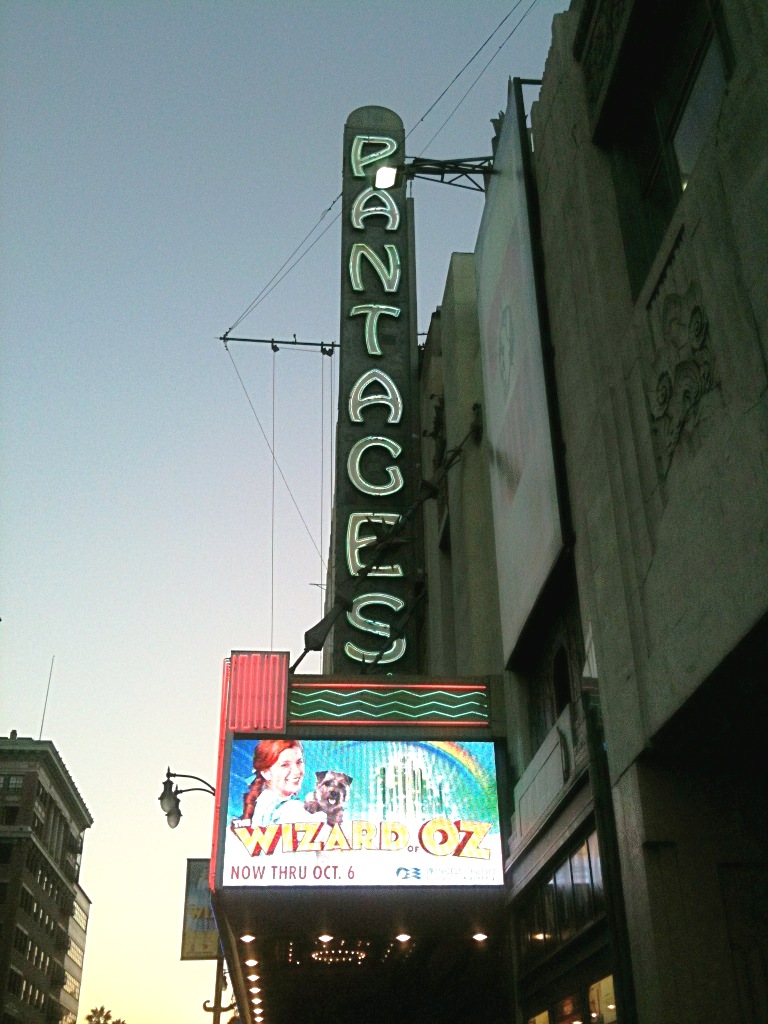 PANTAGES
THE
WIZARD OF OZ
NOW THRU OCT. 6